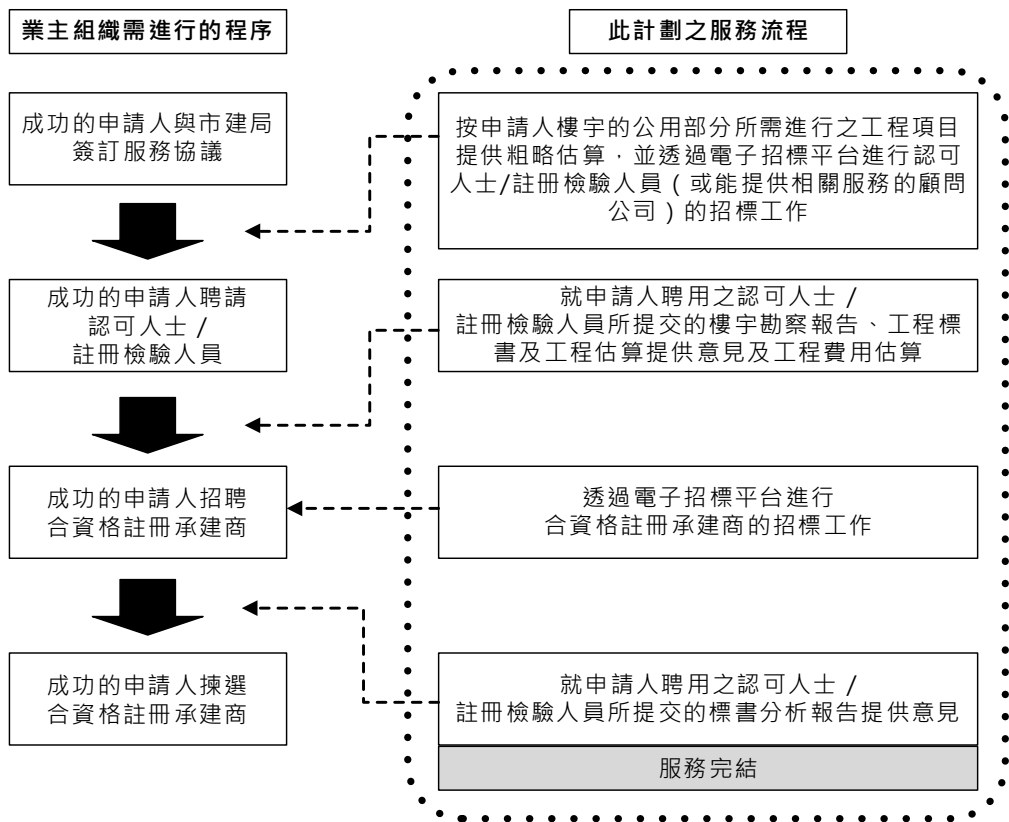 業主組織需進行的程序
此計劃之服務流程
成功的申請人與市建局
簽訂服務協議
按申請人樓宇的公用部分所需進行之工程項目
提供粗略估算，並透過電子招標平台進行認可
人士/註册檢驗人員（或能提供相關服務的顧問
公司）的招標工作
成功的申請人聘請
認可人士 /
註冊檢驗人員
就申請人聘用之認可人士 /
註冊檢驗人員所提交的樓宇勘察報告、工程標
書及工程估算提供意見及工程費用估算
成功的申請人招聘
合資格註冊承建商
透過電子招標平台進行
合資格註冊承建商的招標工作
成功的申請人揀選
合資格註冊承建商
就申請人聘用之認可人士 /
註冊檢驗人員所提交的標書分析報告提供意見
服務完結